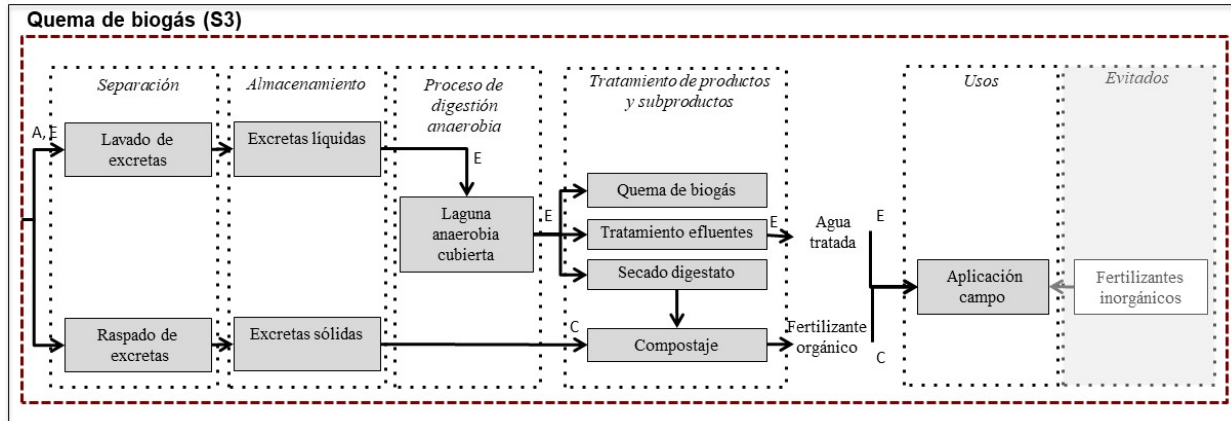 Quema de biogás (S3)
Separación
Almacenamiento
Proceso de
digestión
anaerobia
Tratamiento de productos
y subproductos
Usos
Evitados
A, E
Lavado de
excretas
Excretas líquidas
E
Laguna
anaerobia
cubierta
E
Quema de biogás
Tratamiento efluentes
E
Secado digestato
Agua
tratada
E
Aplicación
campo
Fertilizantes
inorgánicos
Raspado de
excretas
Excretas sólidas
C
Compostaje
Fertilizante
orgánico
C